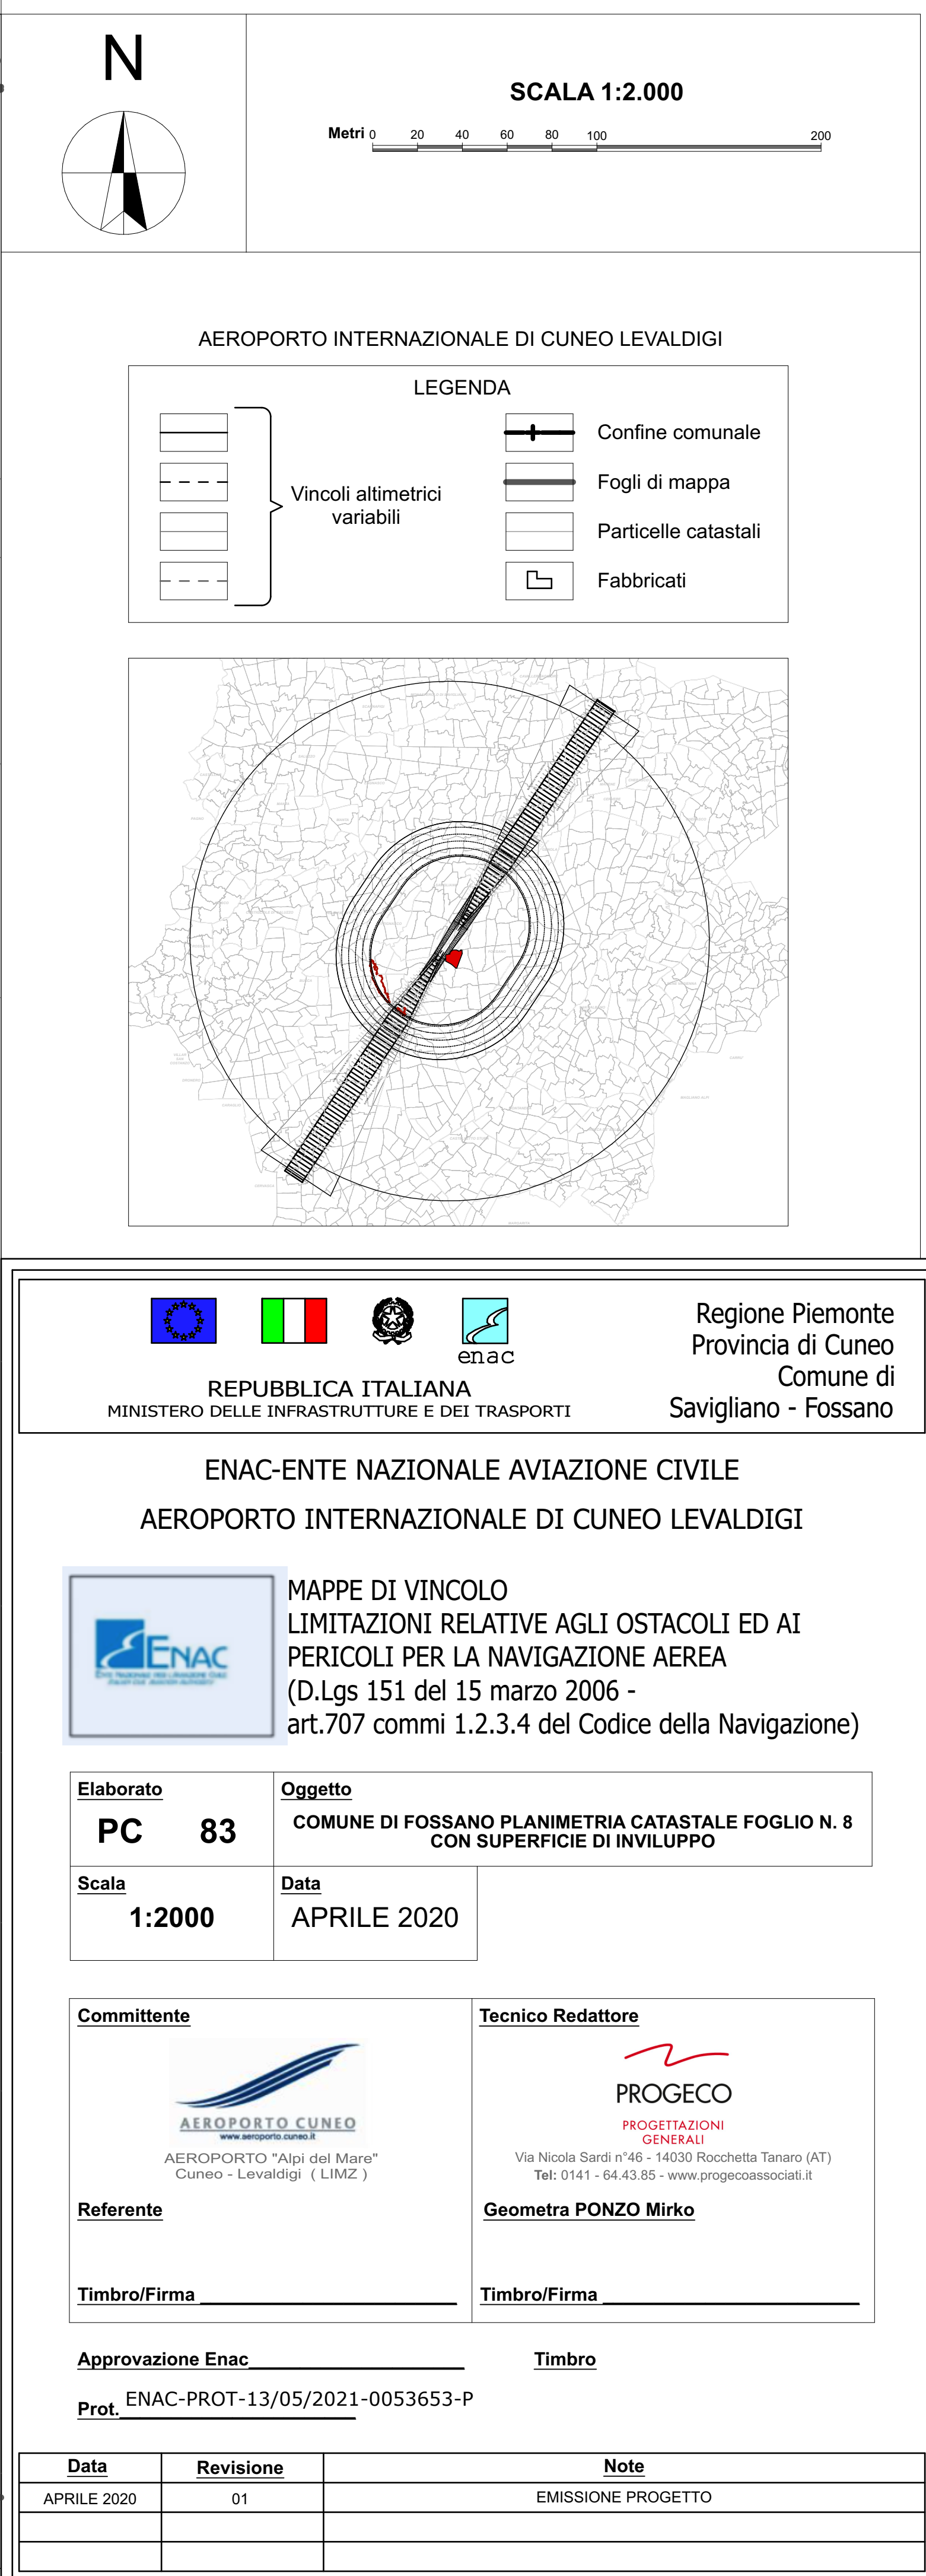 N
SCALA 1:2.000
Metri 0 20 40 60 80 100 200
AEROPORTO INTERNAZIONALE DI CUNEO LEVALDIGI
LEGENDA
Vincoli altimetrici
variabili
Confine comunale
Fogli di mappa
Particelle catastali
Fabbricati
enac
REPUBBLICA ITALIANA
MINISTERO DELLE INFRASTRUTTURE E DEI TRASPORTI
Regione Piemonte
Provincia di Cuneo
Comune di
Savigliano - Fossano
ENAC-ENTE NAZIONALE AVIAZIONE CIVILE
AEROPORTO INTERNAZIONALE DI CUNEO LEVALDIGI
ENAC
MAPPE DI VINCOLO
LIMITAZIONI RELATIVE AGLI OSTACOLI ED AI
PERICOLI PER LA NAVIGAZIONE AEREA
(D.Lgs 151 del 15 marzo 2006 -
art.707 commi 1.2.3.4 del Codice della Navigazione)
Elaborato
PC 83
Oggetto
COMUNE DI FOSSANO PLANIMETRIA CATASTALE FOGLIO N. 8
CON SUPERFICIE DI INVILUPPO
Scala
1:2000
Data
APRILE 2020
Committente
AEROPORTO CUNEO
www.aeroporto.cuneo.it
AEROPORTO "Alpi del Mare"
Cuneo - Levaldigi ( LIMZ )
Referente
Timbro/Firma
Tecnico Redattore
PROGECO
PROGETTAZIONI
GENERALI
Via Nicola Sardi n°46 - 14030 Rocchetta Tanaro (AT)
Tel: 0141 - 64.43.85 - www.progecoassociati.it
Geometra PONZO Mirko
Timbro/Firma
Approvazione Enac
Timbro
Prot. ENAC-PROT-13/05/2021-0053653-P
Data Revisione Note
APRILE 2020 01 EMISSIONE PROGETTO